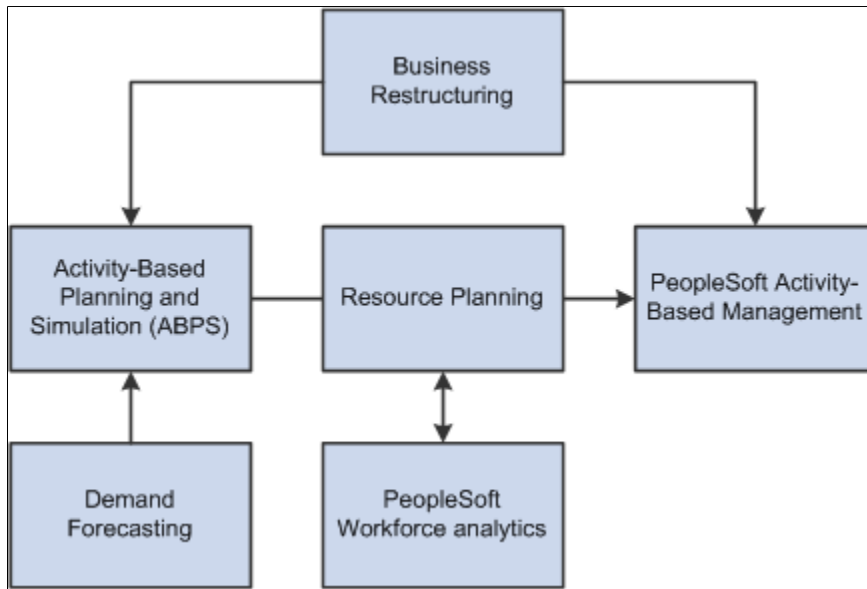 Business
Restructuring
Activity-Based
Planning and
Simulation (ABPS)
Resource Planning
PeopleSoft Activity-
Based Management
Demand
Forecasting
PeopleSoft
Workforce analytics